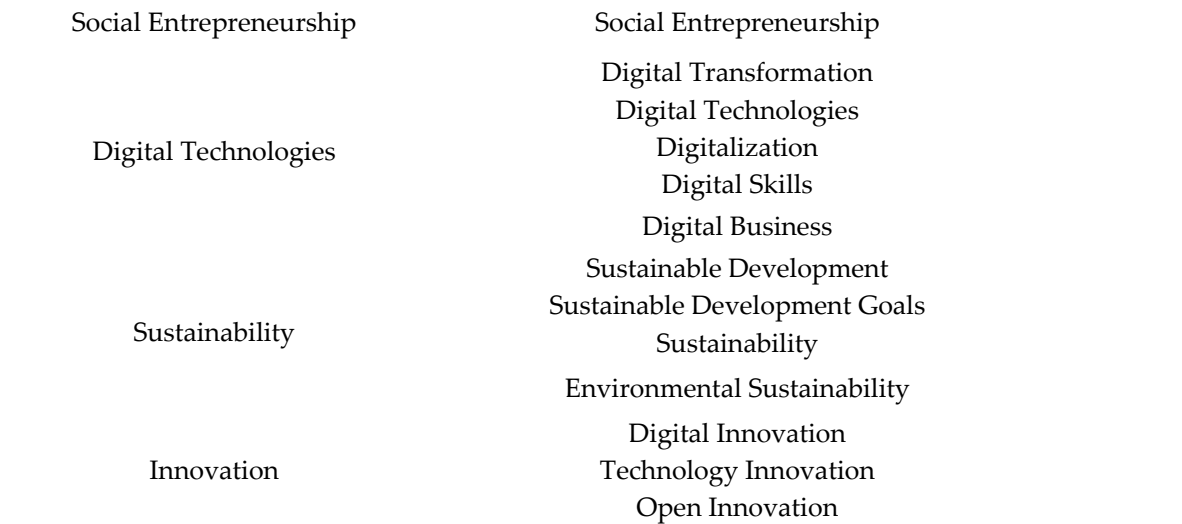 Social Entrepreneurship
Social Entrepreneurship
Digital Technologies
Digital Transformation
Digital Technologies
Digitalization
Digital Skills
Digital Business
Sustainability
Sustainable Development
Sustainable Development Goals
Sustainability
Environmental Sustainability
Innovation
Digital Innovation
Technology Innovation
Open Innovation